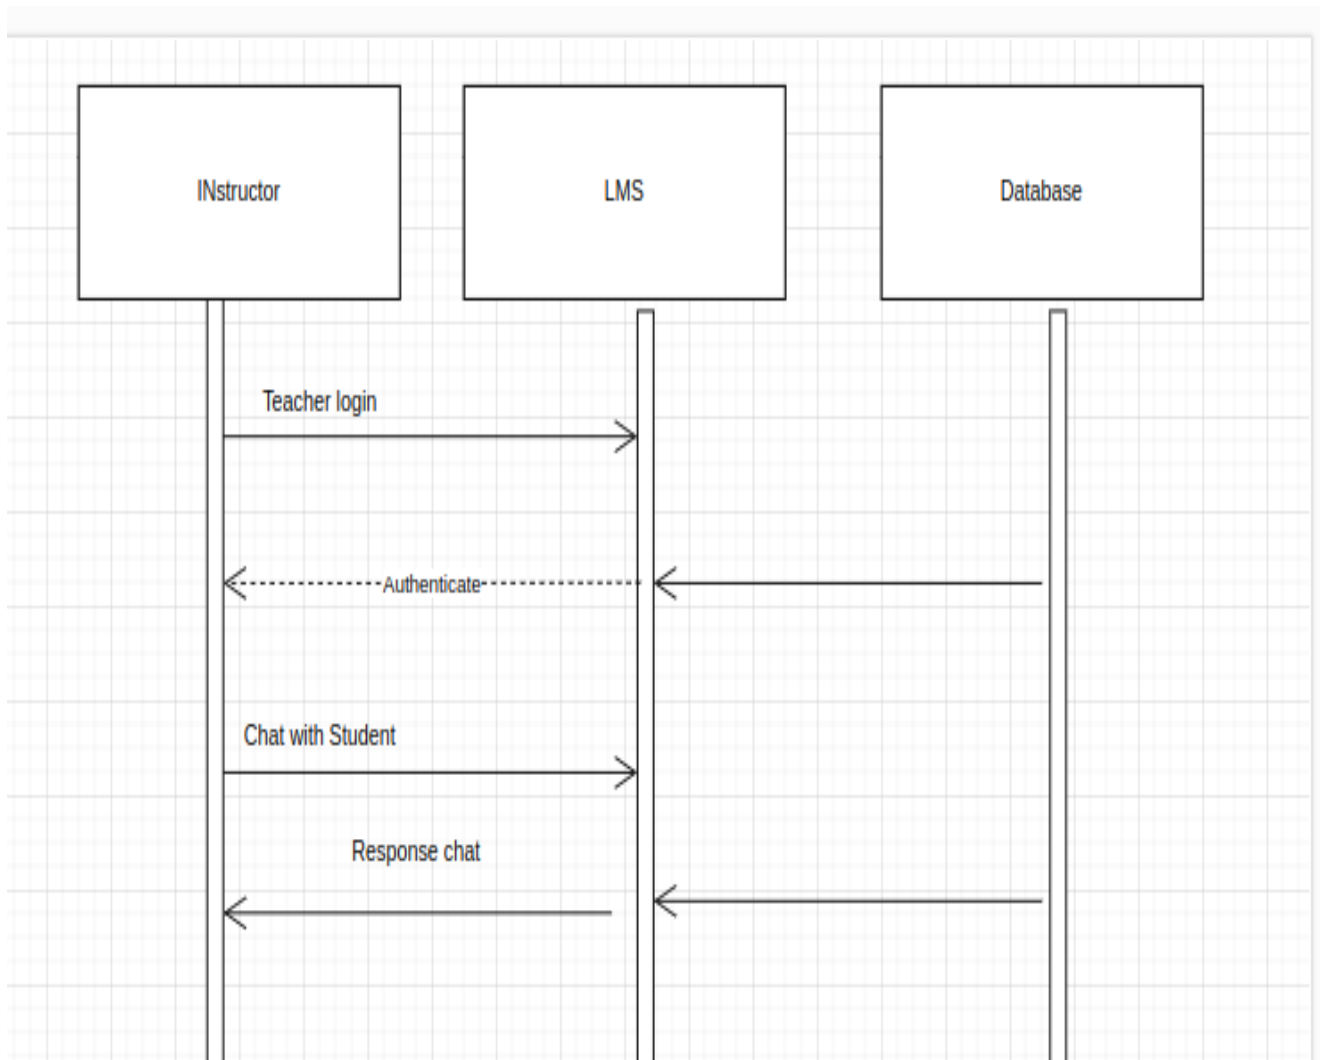 INstructor
LMS
Database
Teacher login
Authenticate
Chat with Student
Response chat